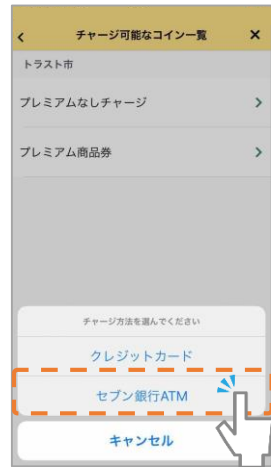 チャージ可能なコイン一覧
トラスト市
プレミアムなしチャージ
プレミアム商品券
チャージ方法を選んでください
クレジットカード
セブン銀行ATM
キャンセル